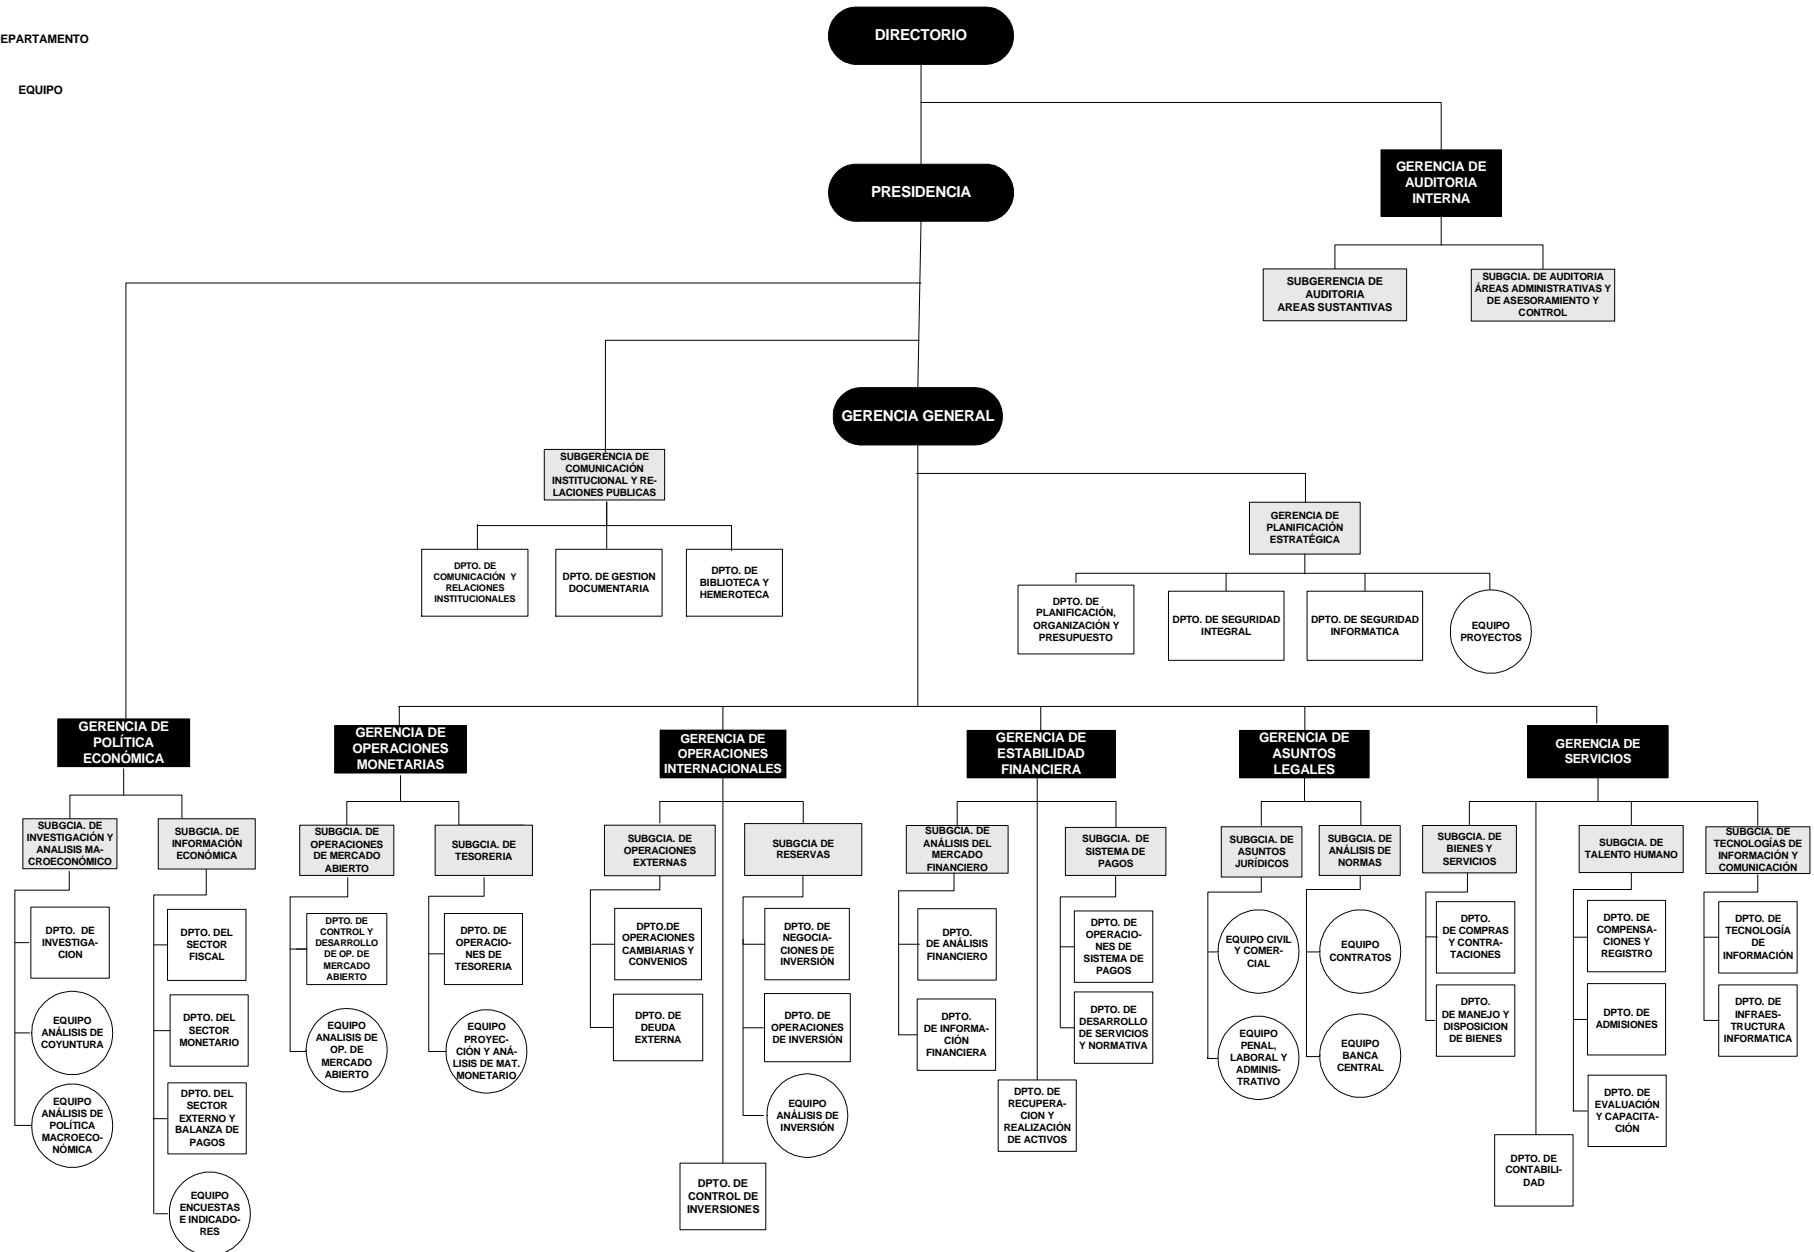 EPARTAMENTO
EQUIPO
DIRECTORIO
PRESIDENCIA
GERENCIA DE
AUDITORIA
INTERNA
SUBGERENCIA DE
AUDITORIA
AREAS SUSTANTIVAS
SUBGCIA. DE AUDITORIA
ÁREAS ADMINISTRATIVAS Y
DE ASESORAMIENTO Y
CONTROL
GERENCIA GENERAL
SUBGERENCIA DE
COMUNICACIÓN
INSTITUCIONAL Y RE-
LACIONES PUBLICAS
DPTO. DE
COMUNICACIÓN Y
RELACIONES
INSTITUCIONALES
DPTO. DE GESTION
DOCUMENTARIA
DPTO. DE
BIBLIOTECA Y
HEMEROTECA
GERENCIA DE
PLANIFICACIÓN
ESTRATÉGICA
DPTO. DE
PLANIFICACIÓN,
ORGANIZACIÓN Y
PRESUPUESTO
DPTO. DE SEGURIDAD
INTEGRAL
DPTO. DE SEGURIDAD
INFORMATICA
EQUIPO
PROYECTOS
GERENCIA DE
POLÍTICA
ECONÓMICA
SUBGCIA. DE
INVESTIGACIÓN Y
ANALISIS MA-
CROECONÓMICO
DPTO. DE
INVESTIGA-
CION
EQUIPO
ANÁLISIS DE
COYUNTURA
EQUIPO
ANÁLISIS DE
POLÍTICA
MACROECO-
NÓMICA
SUBGCIA. DE
INFORMACIÓN
ECONÓMICA
DPTO. DEL
SECTOR
FISCAL
DPTO. DEL
SECTOR
MONETARIO
DPTO. DEL
SECTOR
EXTERNO Y
BALANZA DE
PAGOS
EQUIPO
ENCUESTAS
E INDICADO-
RES
GERENCIA DE
OPERACIONES
MONETARIAS
SUBGCIA. DE
OPERACIONES
DE MERCADO
ABIERTO
DPTO. DE
CONTROL Y
DESARROLLO
DE OP. DE
MERCADO
ABIERTO
EQUIPO
ANALISIS DE
OP. DE
MERCADO
ABIERTO
SUBGCIA. DE
TESORERIA
DPTO. DE
OPERACIO-
NES DE
TESORERIA
EQUIPO
PROYEC-
CIÓN Y ANÁ-
LISIS DE MAT.
MONETARIO
GERENCIA DE
OPERACIONES
INTERNACIONALES
SUBGCIA. DE
OPERACIONES
EXTERNAS
DPTO.DE
OPERACIONES
CAMBIARIAS Y
CONVENIOS
DPTO. DE
DEUDA
EXTERNA
SUBGCIA DE
RESERVAS
DPTO. DE
NEGOCIA-
CIONES DE
INVERSIÓN
DPTO. DE
OPERACIONES
DE INVERSIÓN
EQUIPO
ANÁLISIS DE
INVERSIÓN
DPTO. DE
CONTROL DE
INVERSIONES
GERENCIA DE
ESTABILIDAD
FINANCIERA
SUBGCIA. DE
ANÁLISIS DEL
MERCADO
FINANCIERO
DPTO.
DE ANÁLISIS
FINANCIERO
DPTO.
DE INFORMA-
CIÓN
FINANCIERA
SUBGCIA. DE
SISTEMA DE
PAGOS
DPTO. DE
OPERACIO-
NES DE
SISTEMA DE
PAGOS
DPTO. DE
DESARROLLO
DE SERVICIOS
Y NORMATIVA
DPTO. DE
RECUPERA-
CION Y
REALIZACIÓN
DE ACTIVOS
GERENCIA DE
ASUNTOS
LEGALES
SUBGCIA. DE
ASUNTOS
JURÍDICOS
EQUIPO CIVIL
Y COMER-
CIAL
EQUIPO
PENAL,
LABORAL Y
ADMINIS-
TRATIVO
SUBGCIA. DE
ANÁLISIS DE
NORMAS
EQUIPO
CONTRATOS
EQUIPO
BANCA
CENTRAL
GERENCIA DE
SERVICIOS
SUBGCIA. DE
BIENES Y
SERVICIOS
DPTO.
DE COMPRAS
Y CONTRA-
TACIONES
DPTO.
DE MANEJO Y
DISPOSICION
DE BIENES
DPTO. DE
CONTABILI-
DAD
SUBGCIA. DE
TALENTO HUMANO
DPTO. DE
COMPENSA-
CIONES Y
REGISTRO
DPTO. DE
ADMISIONES
DPTO. DE
EVALUACIÓN
Y CAPACITA-
CIÓN
SUBGCIA. DE
TECNOLOGÍAS DE
INFORMACIÓN Y
COMUNICACIÓN
DPTO. DE
TECNOLOGÍA
DE
INFORMACIÓN
DPTO. DE
INFRAES-
TRUCTURA
INFORMATICA